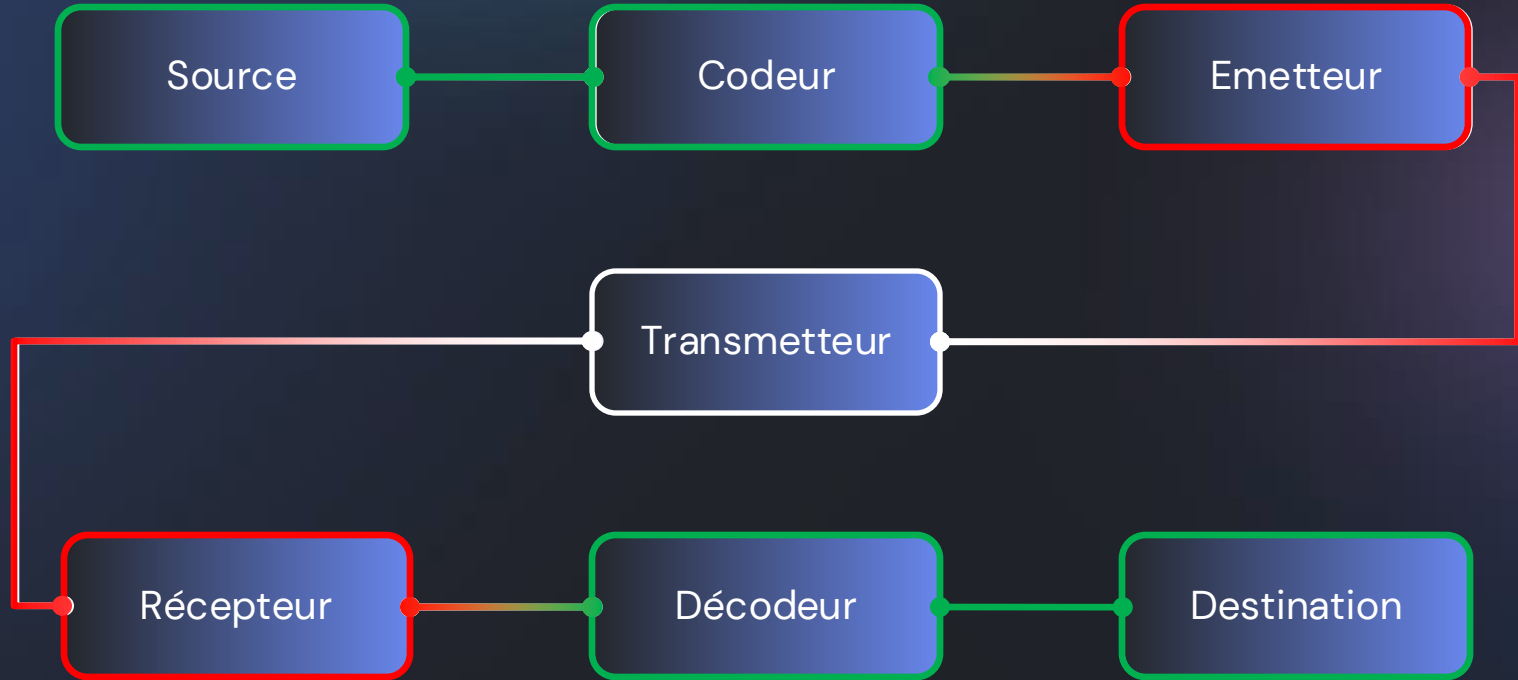 Source
Codeur
Emetteur
Transmetteur
Récepteur
Décodeur
Destination